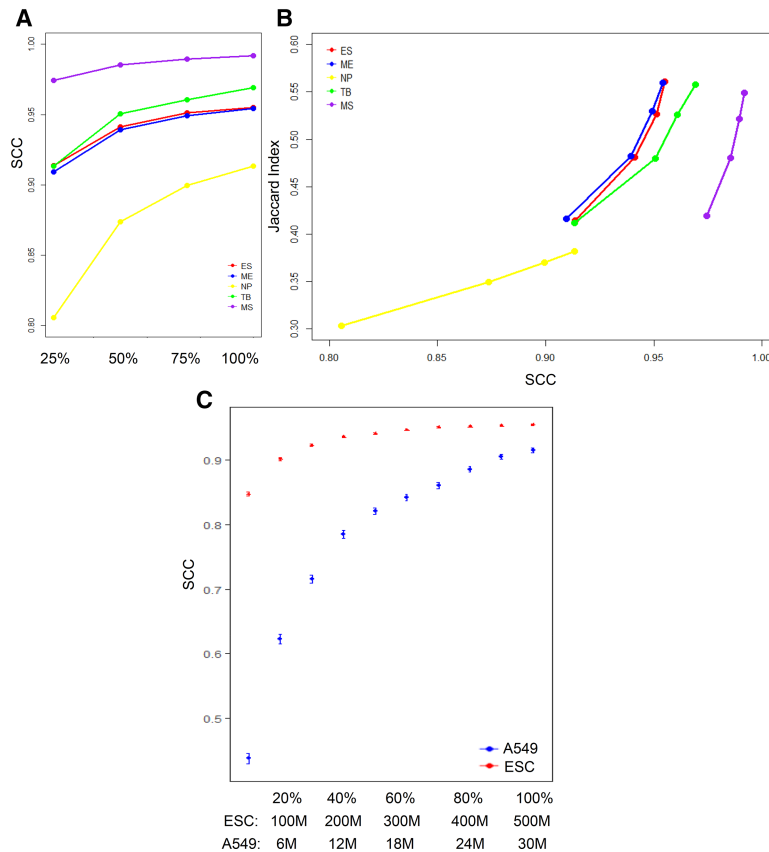 A
SCC
1.00
0.95
0.90
0.85
0.80
ES
ME
NP
TB
MS
25% 50% 75% 100%
B
Jaccard Index
0.60
0.55
0.50
0.45
0.40
0.35
0.30
ES
ME
NP
TB
MS
0.80 0.85 0.90 0.95 1.00
SCC
C
SCC
0.9
0.8
0.7
0.6
0.5
A549
ESC
20% 40% 60% 80% 100%
ESC: 100M 200M 300M 400M 500M
A549: 6M 12M 18M 24M 30M